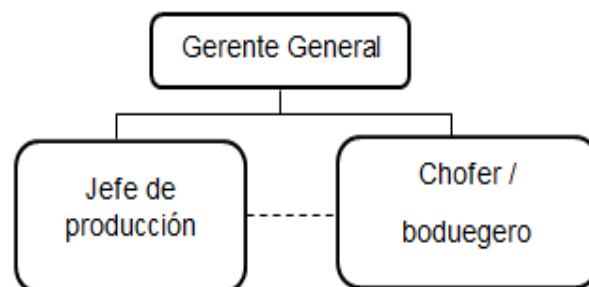 Gerente General
Jefe de
producción
Chofer /
boduegero